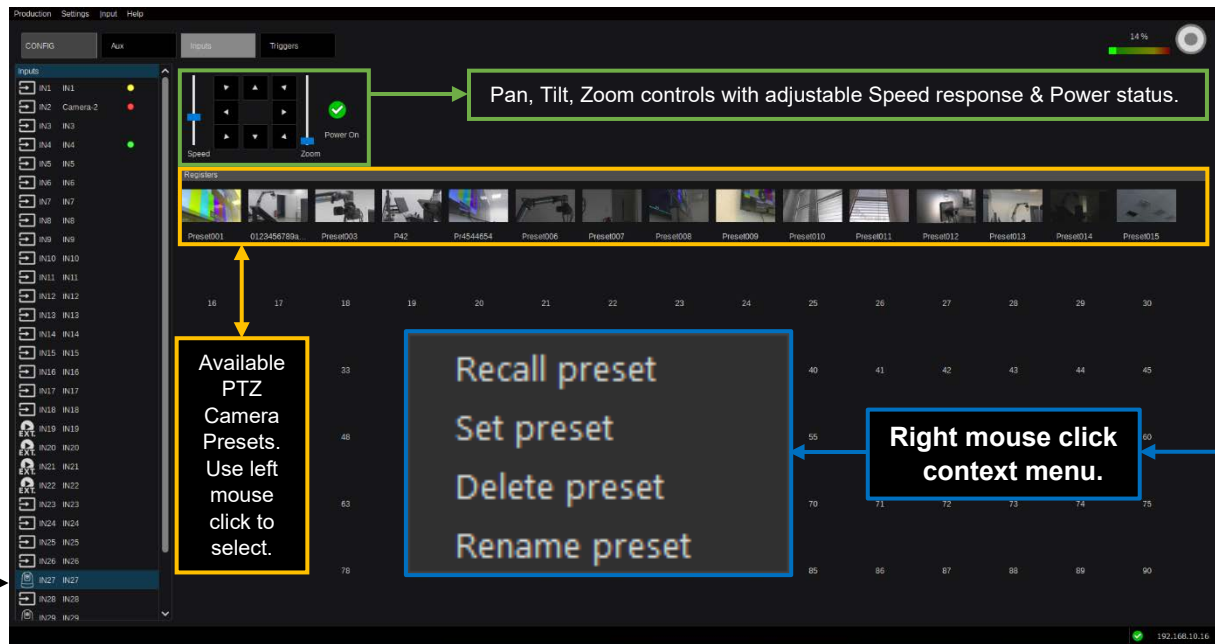 Production Settings Input Help
CONFIG Aux Inputs Triggers 14 %
Inputs
IN1 IN1
IN2 Camera-2
IN3 IN3
IN4 IN4
IN5 IN5
IN6 IN6
IN7 IN7
IN8 IN8
IN9 IN9
IN10 IN10
IN11 IN11
IN12 IN12
IN13 IN13
IN14 IN14
IN15 IN15
IN16 IN16
IN17 IN17
IN18 IN18
EXT. IN19 IN19
EXT. IN20 IN20
EXT. IN21 IN21
EXT. IN22 IN22
IN23 IN23
IN24 IN24
IN25 IN25
IN26 IN26
IN27 IN27
IN28 IN28
IN29 IN29
Speed Zoom
Power On
Pan, Tilt, Zoom controls with adjustable Speed response & Power status.
Registers
Preset001 0123456789a... Preset003 P42 Pr4544654 Preset006 Preset007 Preset008 Preset009 Preset010 Preset011 Preset012 Preset013 Preset014 Preset015
16 17 18 19 20 21 22 23 24 25 26 27 28 29 30
33 40 41 42 43 44 45
48 55 60
63 70 71 72 73 74 75
78 85 86 87 88 89 90
Available
PTZ
Camera
Presets.
Use left
mouse
click to
select.
Recall preset
Set preset
Delete preset
Rename preset
Right mouse click
context menu.
192.168.10.16